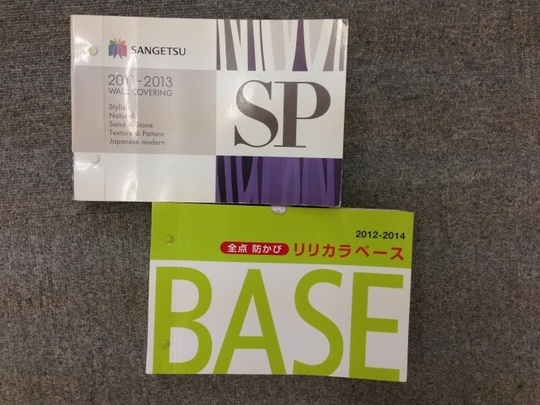 SANGETSU
2011-2013
WALLCOVERING
Stylish
Natural
Sand & Stone
Texture & Pattern
Japanese modern
SP
2012-2014
全点 防かび リリカラベース
BASE